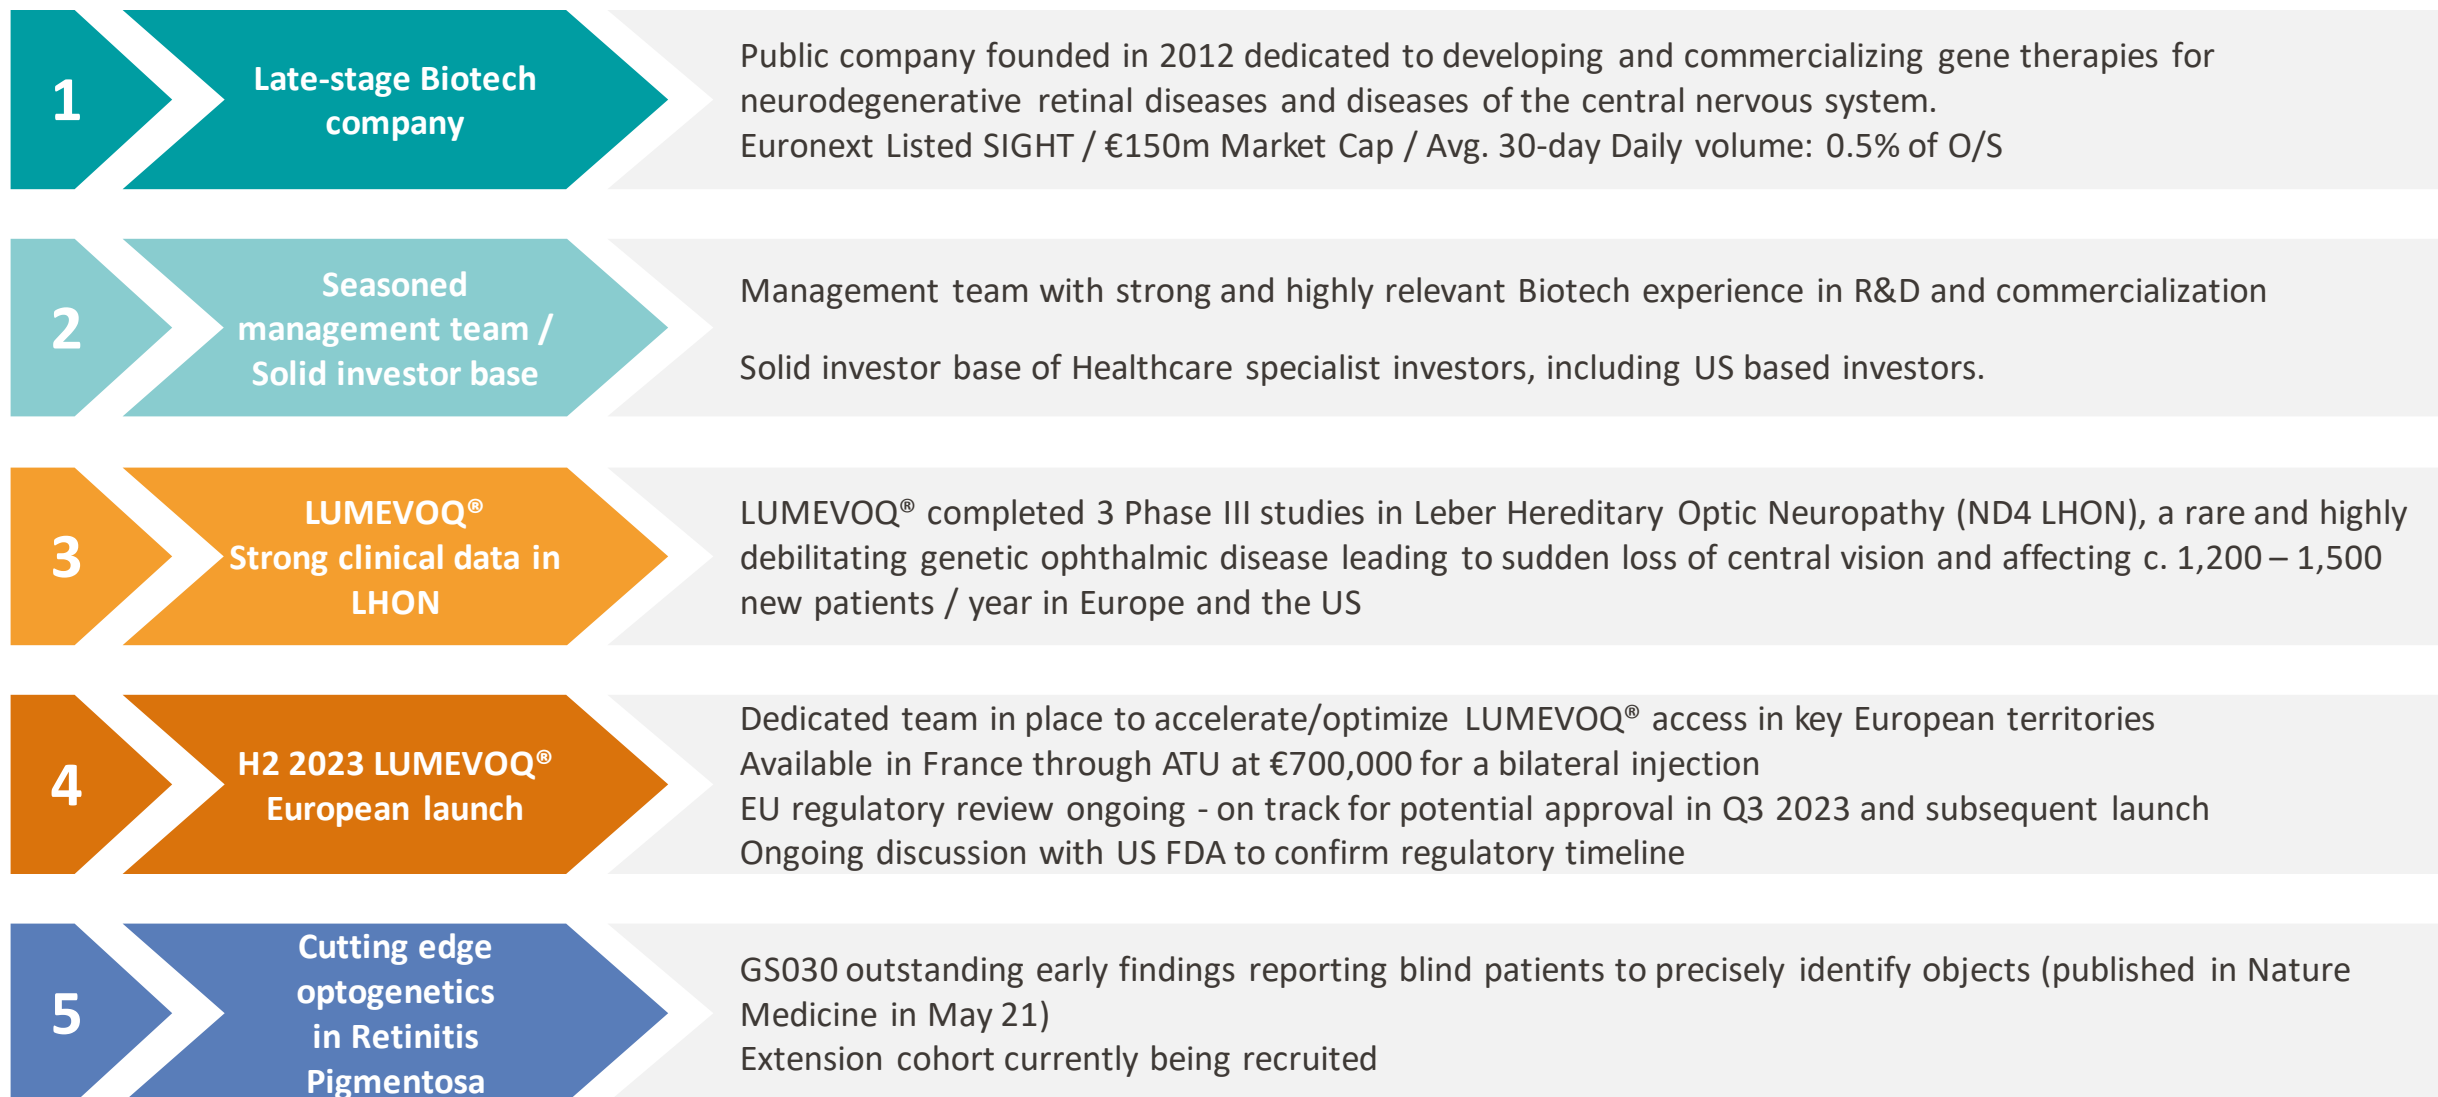 1
Late-stage Biotech
company
Public company founded in 2012 dedicated to developing and commercializing gene therapies for
neurodegenerative retinal diseases and diseases of the central nervous system.
Euronext Listed SIGHT / €150m Market Cap / Avg. 30-day Daily volume: 0.5% of O/S
2
Seasoned
management team /
Solid investor base
Management team with strong and highly relevant Biotech experience in R&D and commercialization
Solid investor base of Healthcare specialist investors, including US based investors.
3
LUMEVOQ®
Strong clinical data in
LHON
LUMEVOQ® completed 3 Phase III studies in Leber Hereditary Optic Neuropathy (ND4 LHON), a rare and highly
debilitating genetic ophthalmic disease leading to sudden loss of central vision and affecting c. 1,200 – 1,500
new patients / year in Europe and the US
4
H2 2023 LUMEVOQ®
European launch
Dedicated team in place to accelerate/optimize LUMEVOQ® access in key European territories
Available in France through ATU at €700,000 for a bilateral injection
EU regulatory review ongoing - on track for potential approval in Q3 2023 and subsequent launch
Ongoing discussion with US FDA to confirm regulatory timeline
5
Cutting edge
optogenetics
in Retinitis
Pigmentosa
GS030 outstanding early findings reporting blind patients to precisely identify objects (published in Nature
Medicine in May 21)
Extension cohort currently being recruited